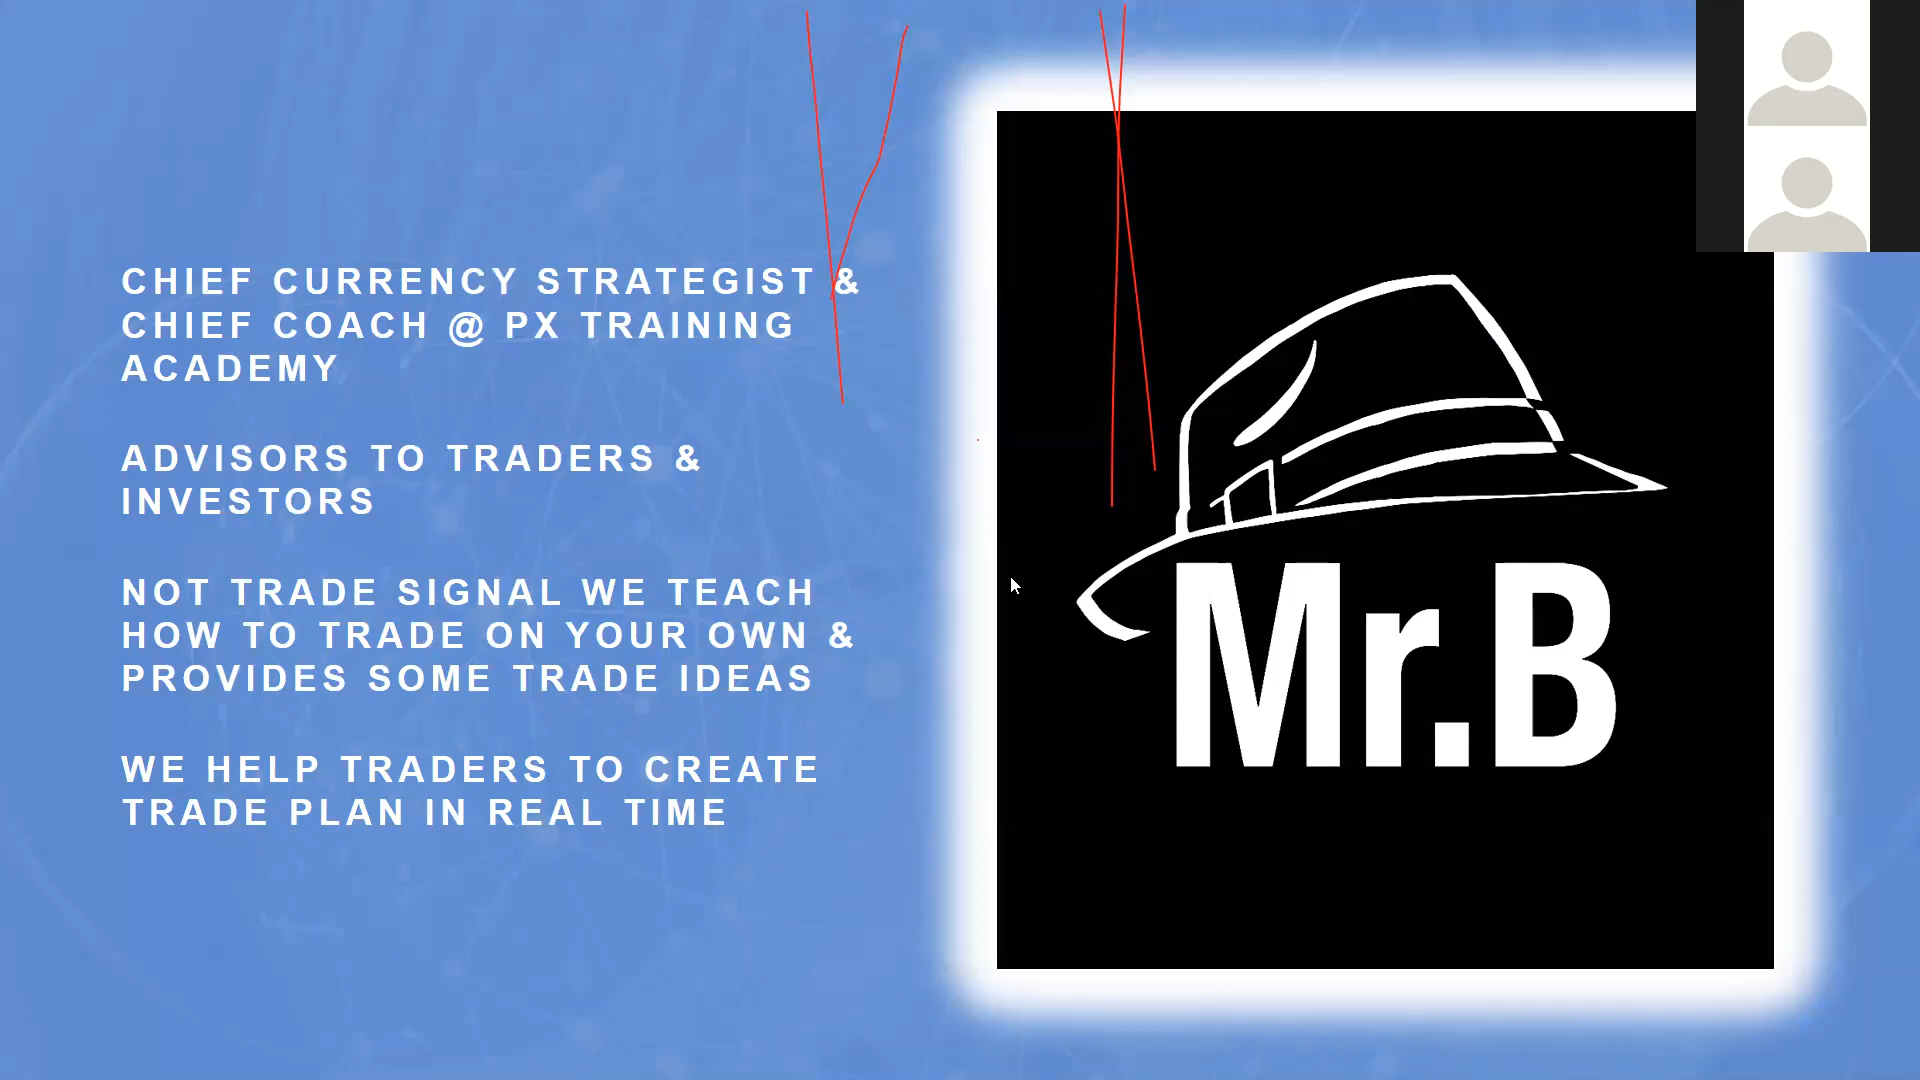 CHIEF CURRENCY STRATEGIST &
CHIEF COACH @ PX TRAINING
ACADEMY
ADVISORS TO TRADERS &
INVESTORS
NOT TRADE SIGNAL WE TEACH
HOW TO TRADE ON YOUR OWN &
PROVIDES SOME TRADE IDEAS
WE HELP TRADERS TO CREATE
TRADE PLAN IN REAL TIME
Mr.B